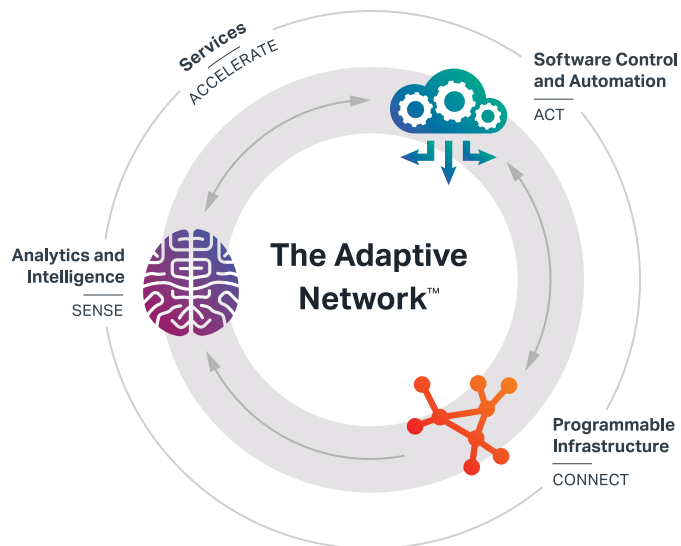 Services
ACCELERATE
Software Control
and Automation
ACT
Analytics and
Intelligence
SENSE
The Adaptive
Network™
Programmable
Infrastructure
CONNECT